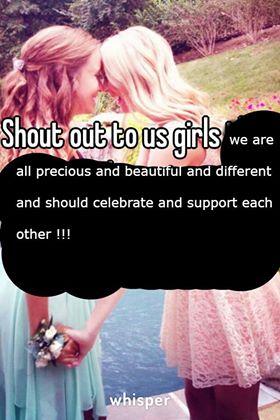 Shout out to us girls we are
all precious and beautiful and different
and should celebrate and support each
other !!!
whisper